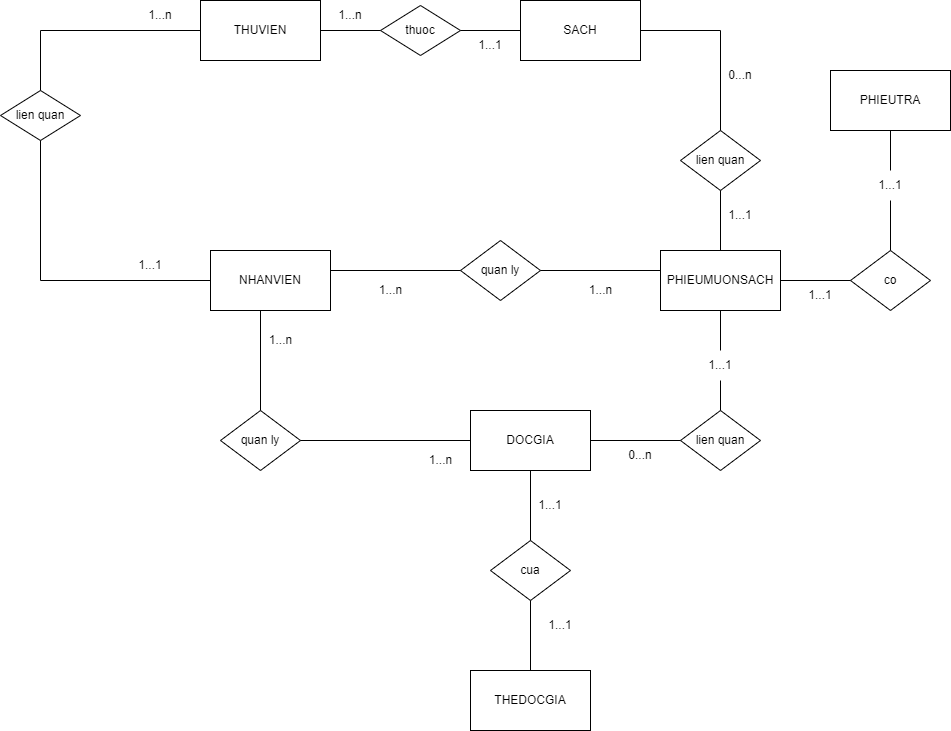 1...n
THUVIEN
1...n
thuoc
1...1
SACH
0...n
PHIEUTRA
lien quan
lien quan
1...1
1...1
1...1
NHANVIEN
1...n
quan ly
1...n
PHIEUMUONSACH
1...1
co
1...n
1...1
quan ly
1...n
DOCGIA
0...n
lien quan
1...1
cua
1...1
THEDOCGIA